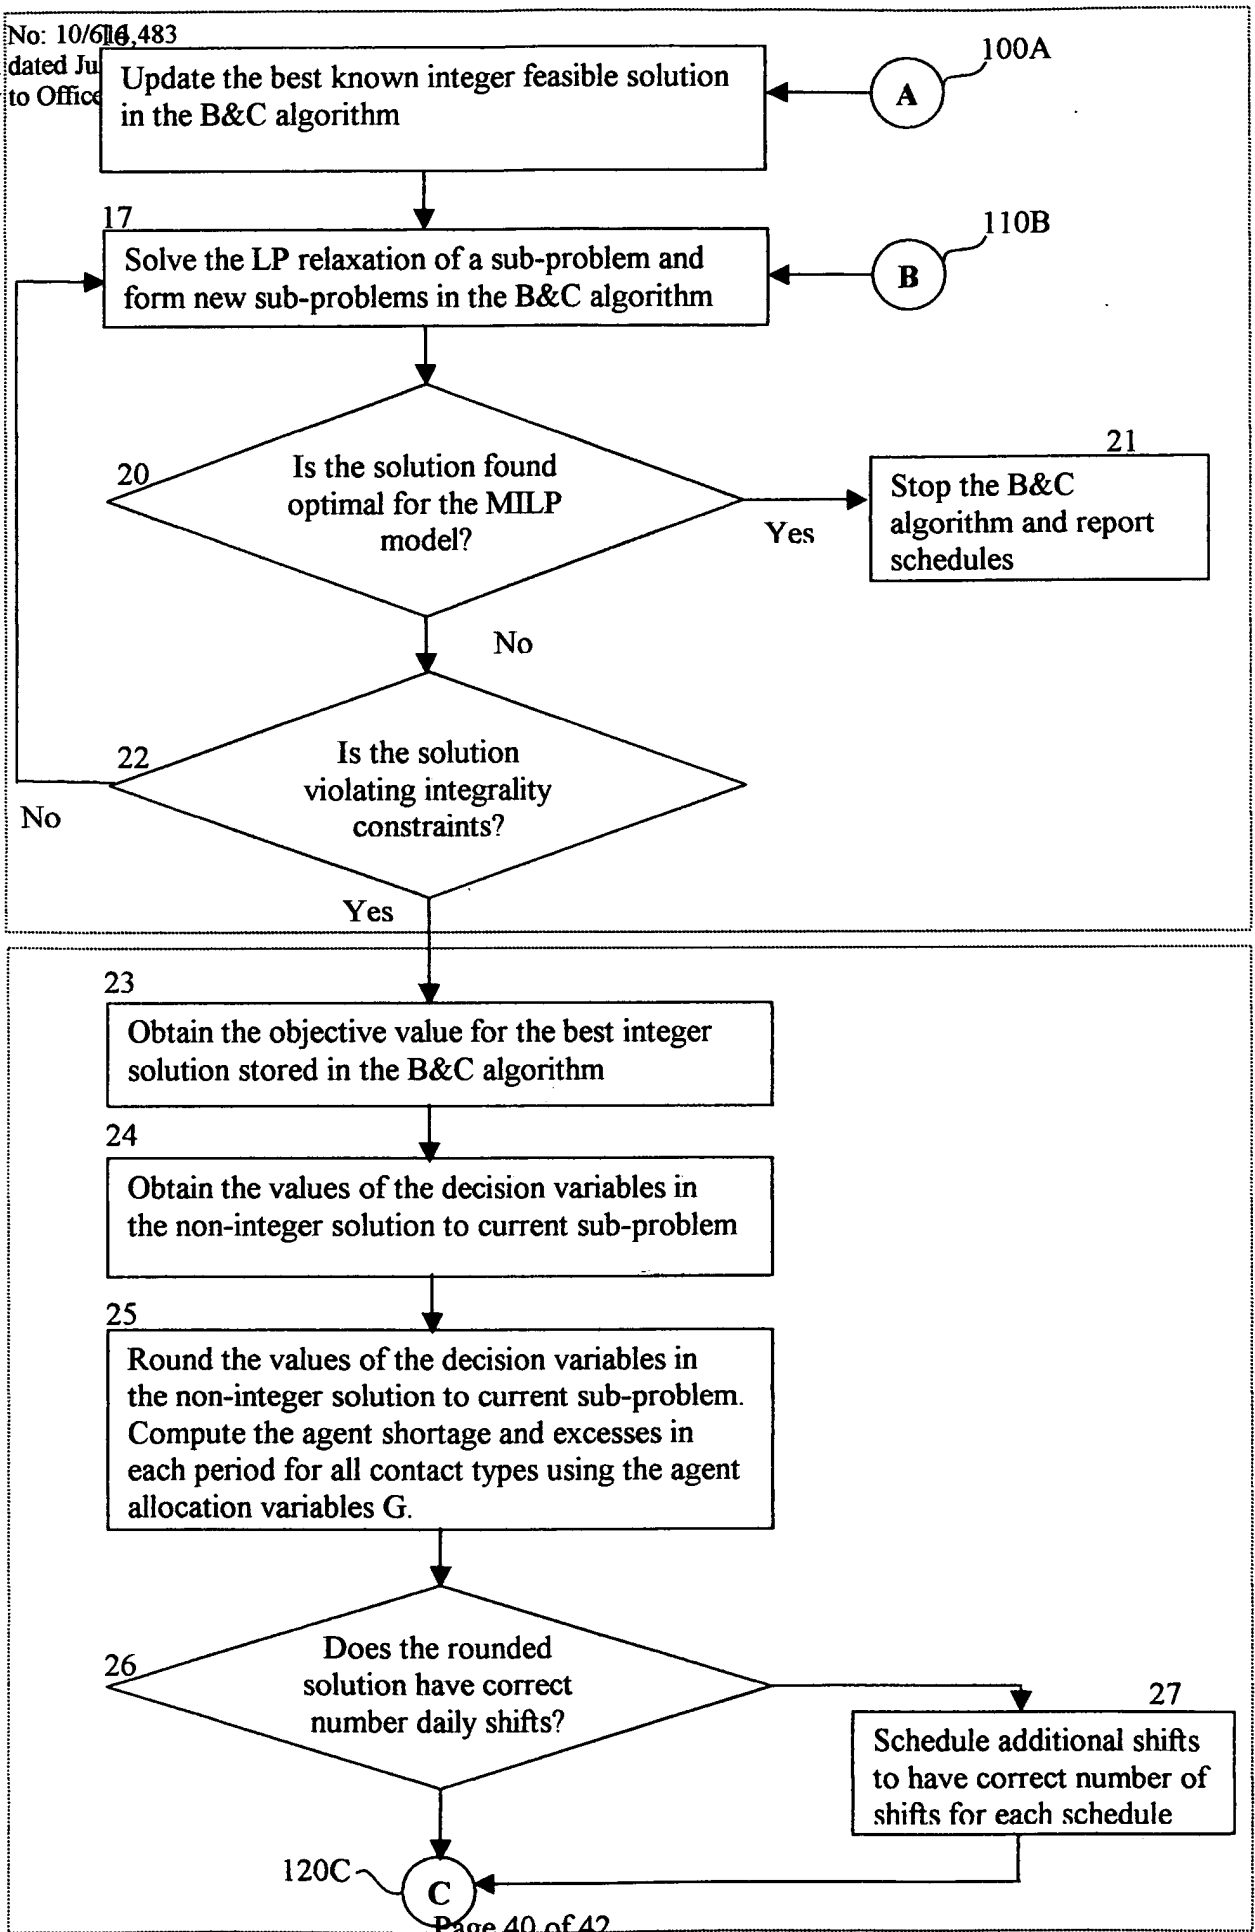 No: 10/616,483
16
dated Ju
to Office
Update the best known integer feasible solution
in the B&C algorithm
A
100A
17
Solve the LP relaxation of a sub-problem and
form new sub-problems in the B&C algorithm
B
110B
20
Is the solution found
optimal for the MILP
model?
Yes
21
Stop the B&C
algorithm and report
schedules
No
22
Is the solution
violating integrality
constraints?
No
Yes
23
Obtain the objective value for the best integer
solution stored in the B&C algorithm
24
Obtain the values of the decision variables in
the non-integer solution to current sub-problem
25
Round the values of the decision variables in
the non-integer solution to current sub-problem.
Compute the agent shortage and excesses in
each period for all contact types using the agent
allocation variables G.
26
Does the rounded
solution have correct
number daily shifts?
27
Schedule additional shifts
to have correct number of
shifts for each schedule
120C
C
Page 40 of 42